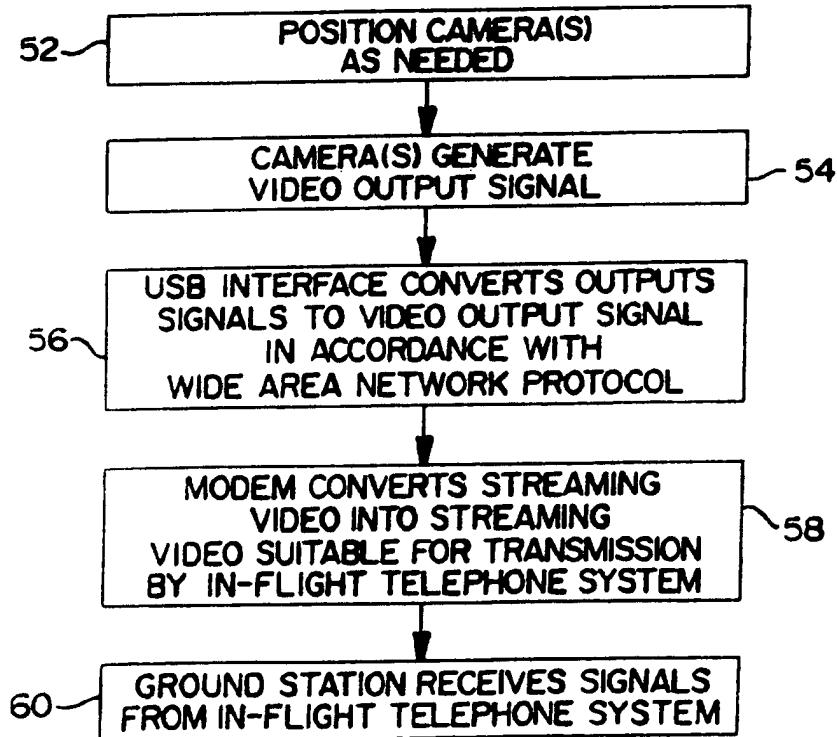 52
POSITION CAMERA(S)
AS NEEDED
CAMERA(S) GENERATE
VIDEO OUTPUT SIGNAL
54
USB INTERFACE CONVERTS OUTPUTS
SIGNALS TO VIDEO OUTPUT SIGNAL
IN ACCORDANCE WITH
WIDE AREA NETWORK PROTOCOL
56
MODEM CONVERTS STREAMING
VIDEO INTO STREAMING
VIDEO SUITABLE FOR TRANSMISSION
BY IN-FLIGHT TELEPHONE SYSTEM
58
GROUND STATION RECEIVES SIGNALS
FROM IN-FLIGHT TELEPHONE SYSTEM
60